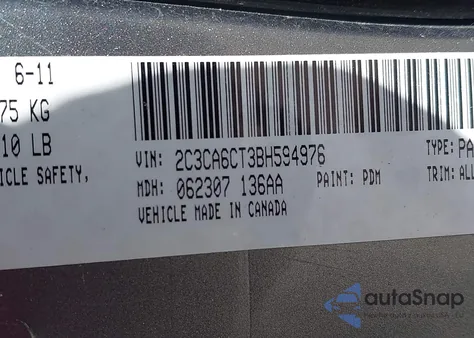 6-11
75 KG
10 LB
ICLE SAFETY,
VIN: 2C3CA6CT3BH594976
TYPE: PA
MDH: 062307 136AA
PAINT: PDM
TRIM: ALL
VEHICLE MADE IN CANADA
autoSnap